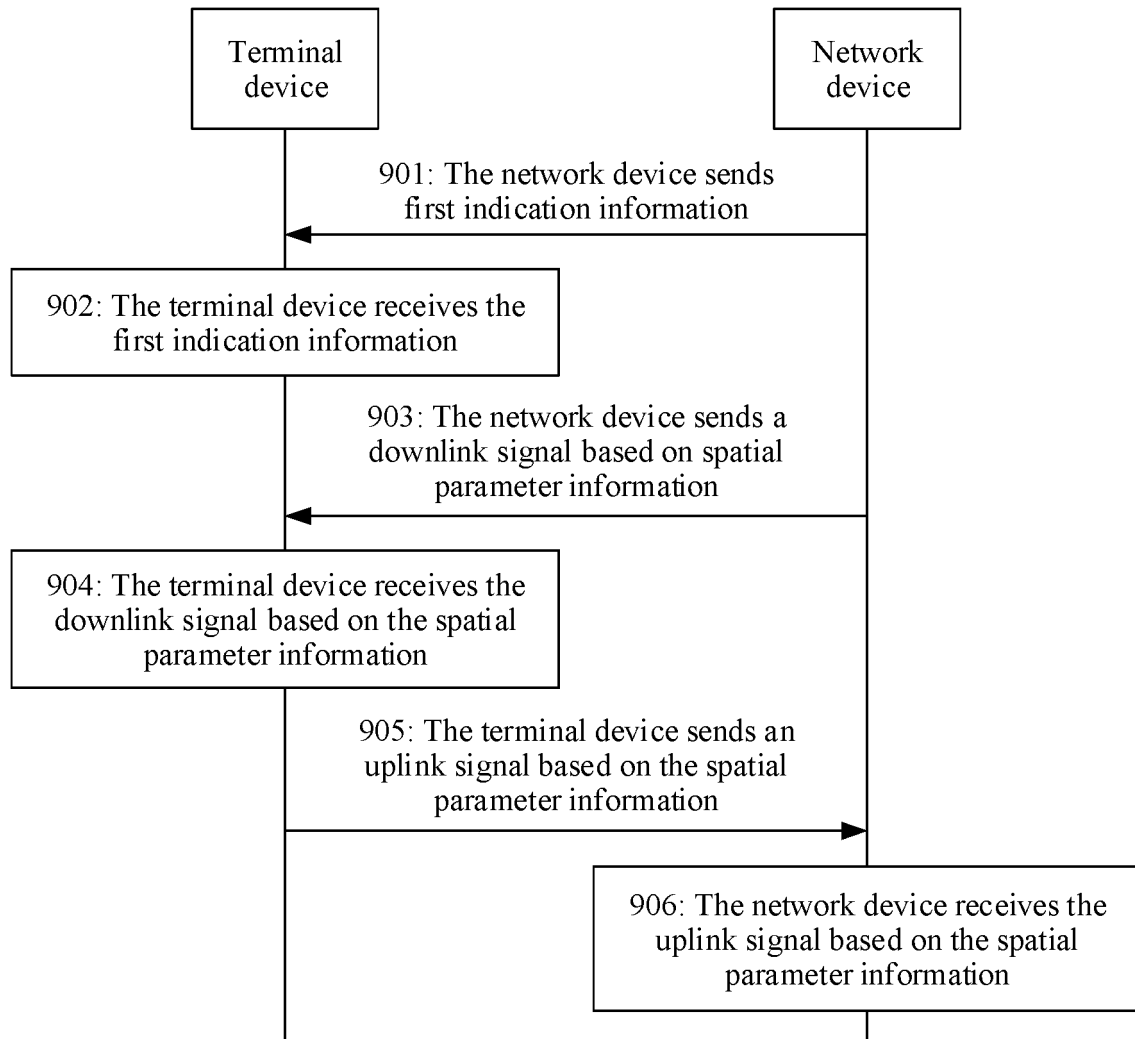 Terminal
device
Network
device
901: The network device sends
first indication information
902: The terminal device receives the
first indication information
903: The network device sends a
downlink signal based on spatial
parameter information
904: The terminal device receives the
downlink signal based on the spatial
parameter information
905: The terminal device sends an
uplink signal based on the spatial
parameter information
906: The network device receives the
uplink signal based on the spatial
parameter information